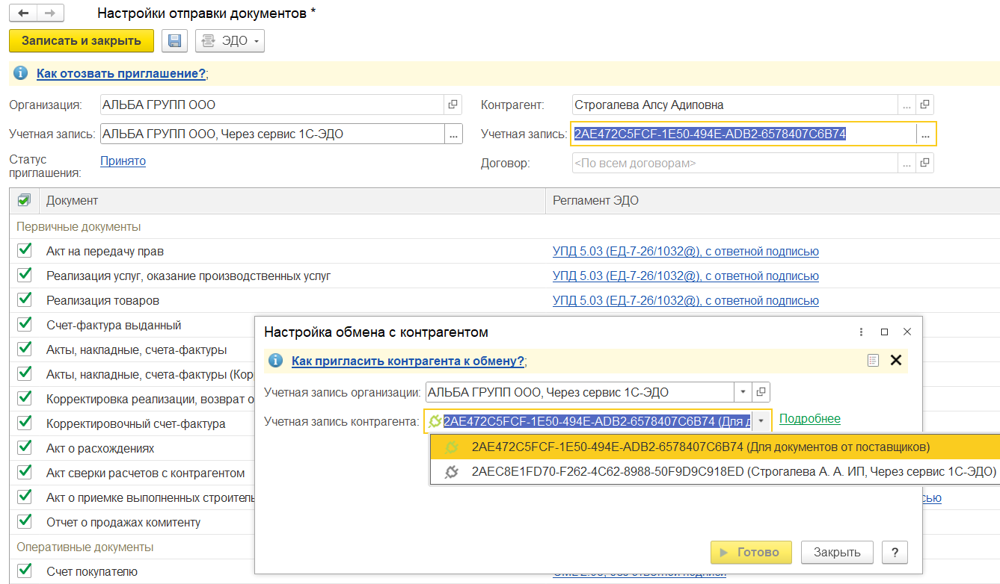 Настройки отправки документов *
Записать и закрыть
ЭДО
Как отозвать приглашение?;
Организация: АЛЬБА ГРУПП ООО
Контрагент: Строгалева Алсу Адиповна ...
Учетная запись: АЛЬБА ГРУПП ООО, Через сервис 1С-ЭДО ...
Учетная запись: 2AE472C5FCF-1E50-494E-ADB2-6578407C6B74 ...
Статус приглашения: Принято
Договор: <По всем договорам> ...
Документ Регламент ЭДО
Первичные документы
Акт на передачу прав УПД 5.03 (ЕД-7-26/1032@), с ответной подписью
Реализация услуг, оказание производственных услуг УПД 5.03 (ЕД-7-26/1032@), с ответной подписью
Реализация товаров УПД 5.03 (ЕД-7-26/1032@), с ответной подписью
Счет-фактура выданный
Акты, накладные, счета-фактуры
Акты, накладные, счета-фактуры (Кор
Корректировка реализации, возврат о
Корректировочный счет-фактура
Акт о расхождениях
Акт сверки расчетов с контрагентом
Акт о приемке выполненных строитель
сью
Отчет о продажах комитенту
Оперативные документы
Счет покупателю
Настройка обмена с контрагентом
Как пригласить контрагента к обмену?;
Учетная запись организации: АЛЬБА ГРУПП ООО, Через сервис 1С-ЭДО
Учетная запись контрагента: 2AE472C5FCF-1E50-494E-ADB2-6578407C6B74 (Для д
Подробнее
2AE472C5FCF-1E50-494E-ADB2-6578407C6B74 (Для документов от поставщиков)
2AEC8E1FD70-F262-4C62-8988-50F9D9C918ED (Строгалева А. А. ИП, Через сервис 1С-ЭДО)
Готово
Закрыть
?